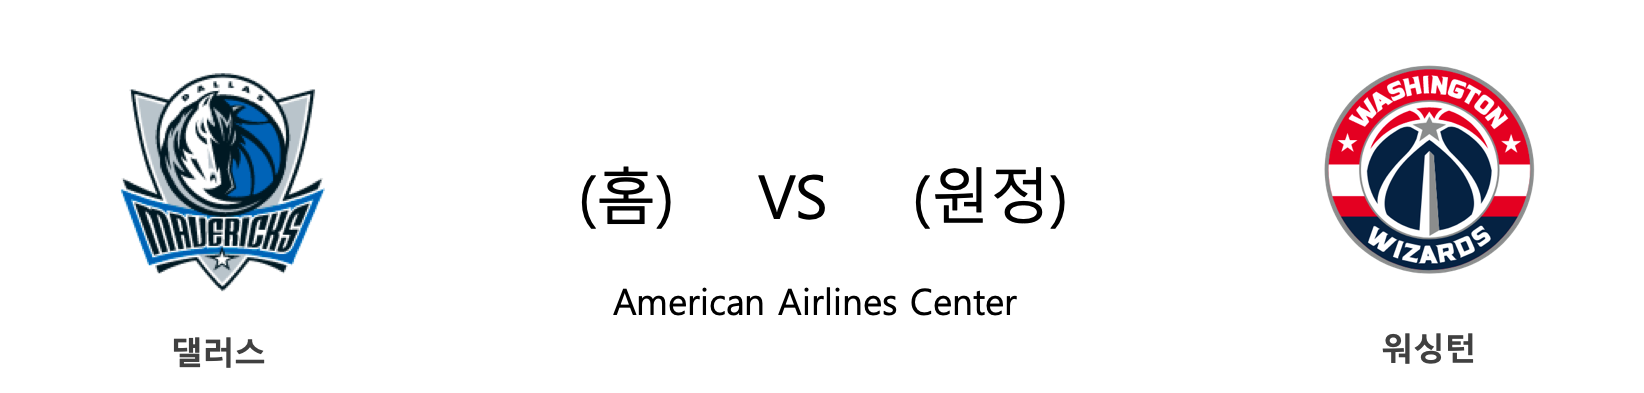 DALLAS
MAVERICKS
댈러스
(홈) VS (원정)
American Airlines Center
WASHINGTON
WIZARDS
워싱턴